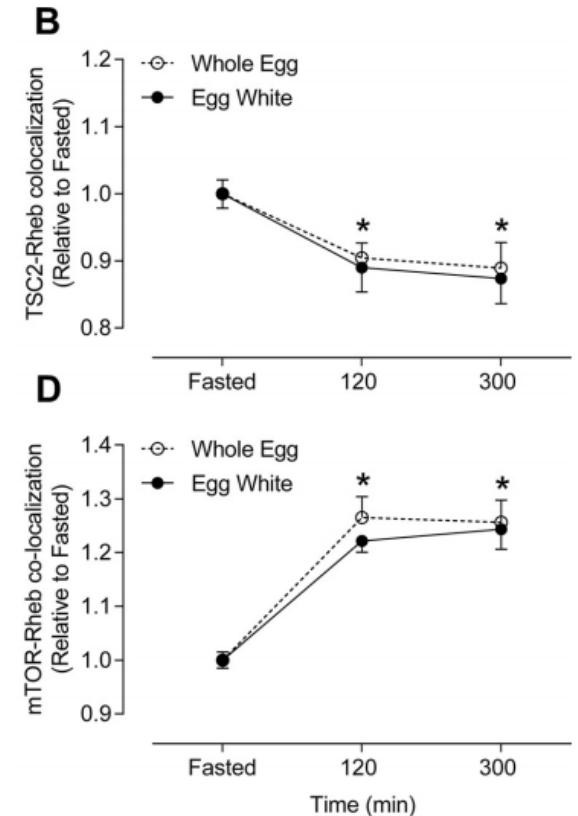 B
TSC2-Rheb colocalization
(Relative to Fasted)
1.2
1.1
1.0
0.9
0.8
Whole Egg
Egg White
*
*
Fasted
120
300
D
mTOR-Rheb co-localization
(Relative to Fasted)
1.4
1.3
1.2
1.1
1.0
0.9
Whole Egg
Egg White
*
*
Fasted
120
300
Time (min)